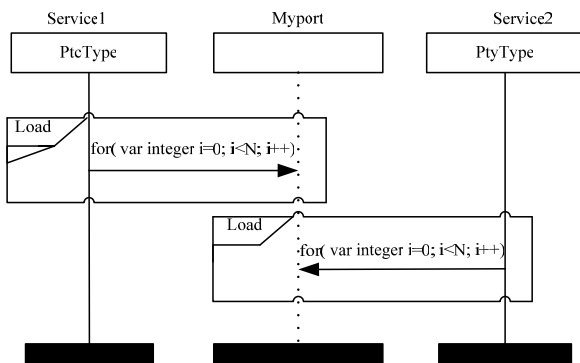 Service1
Myport
Service2
PtcType
PtyType
Load
for( var integer i=0; i<N; i++)
Load
for( var integer i=0; i<N; i++)